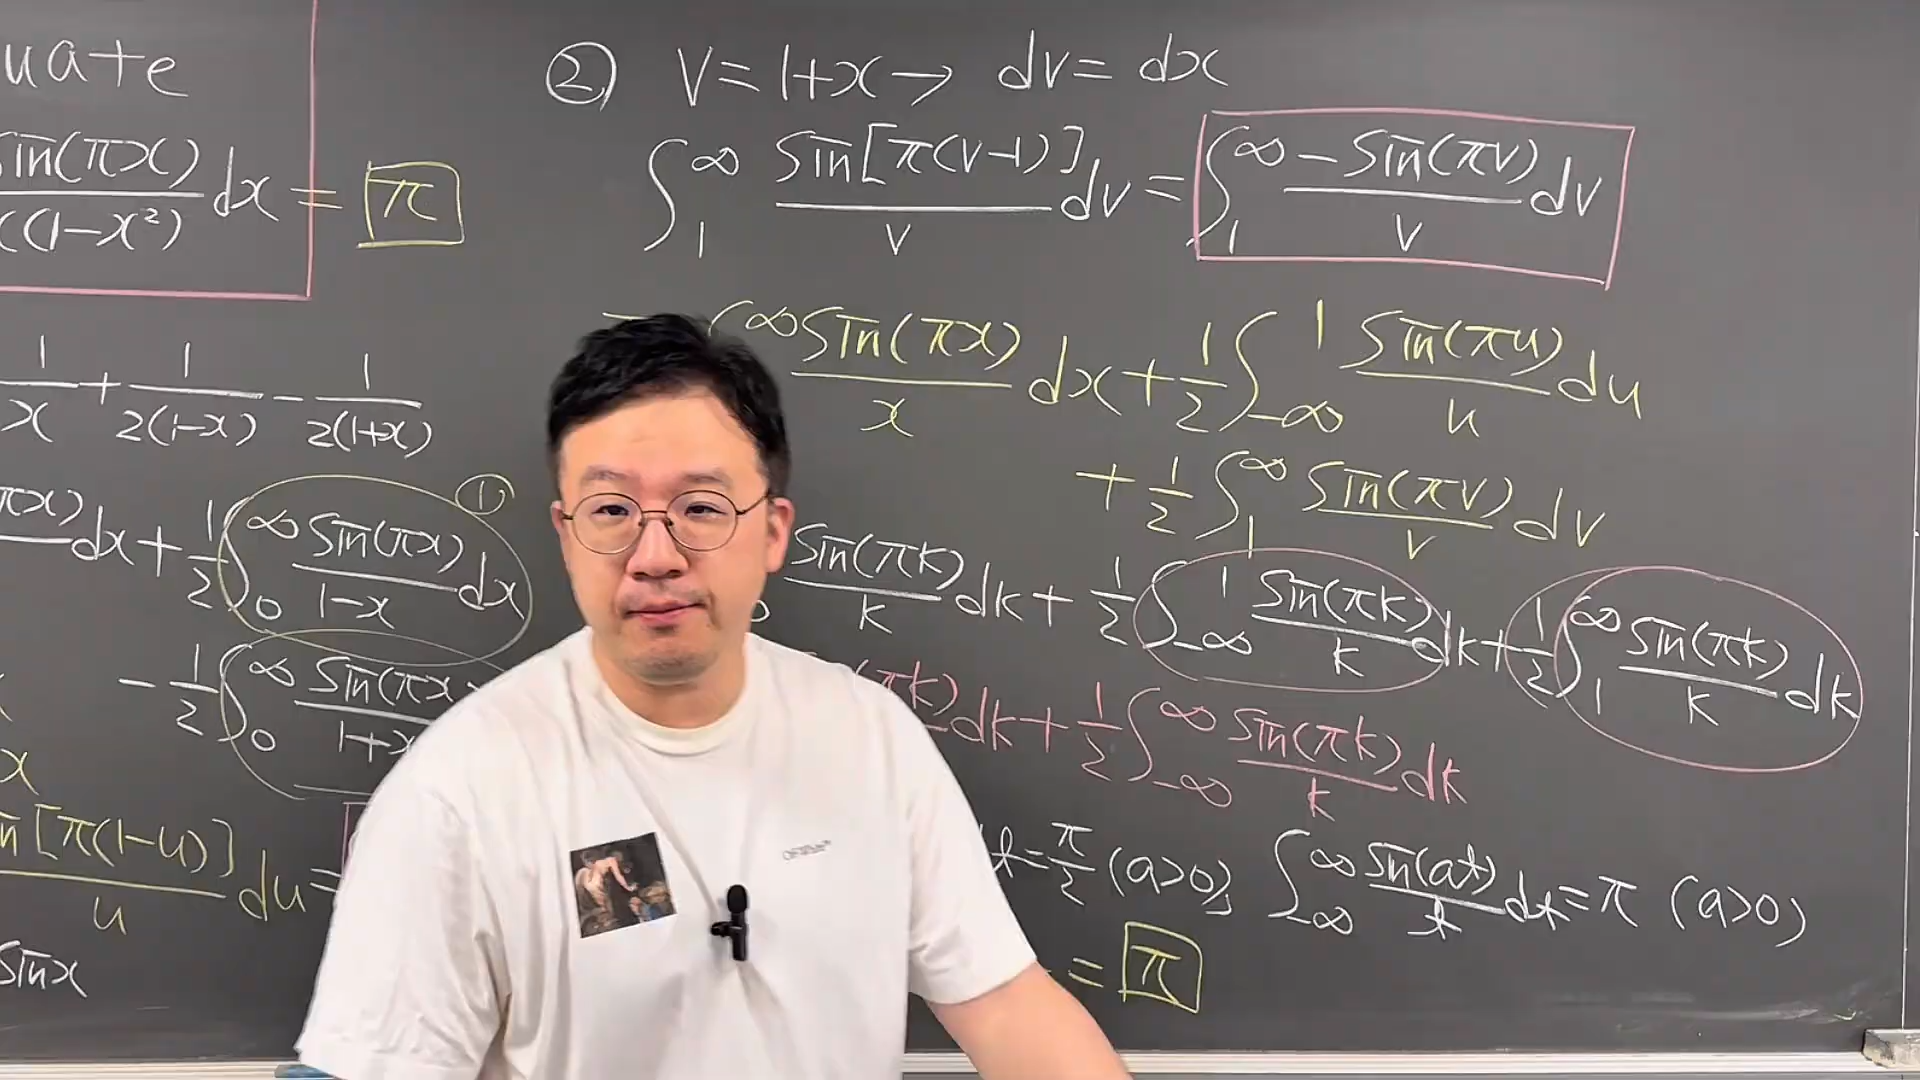 uate
sin(πx)
x(1-x²) dx = π
1/x + 1/2(1-x) - 1/2(1+x)
πx) dx + 1/2 ∫₀^∞ sin(πx)/1-x dx ①
- 1/2 ∫₀^∞ sin(πx / 1+x
x
n[π(1-u)]/u du =
sinx
② v = 1+x → dv = dx
∫₁^∞ sin[π(v-1)]/v dv = ∫₁^∞ -sin(πv)/v dv
= ∞ sin(πx)/x dx + 1/2 ∫_-∞^1 sin(πu)/u du
+ 1/2 ∫₁^∞ sin(πv)/v dv
sin(πk)/k dk + 1/2 ∫_-∞^1 sin(πk)/k dk + 1/2 ∫₁^∞ sin(πk)/k dk
(πk) dk + 1/2 ∫_-∞^∞ sin(πk)/k dk
= π/2 (a>0), ∫_-∞^∞ sin(at)/t dt = π (a>0)
= π